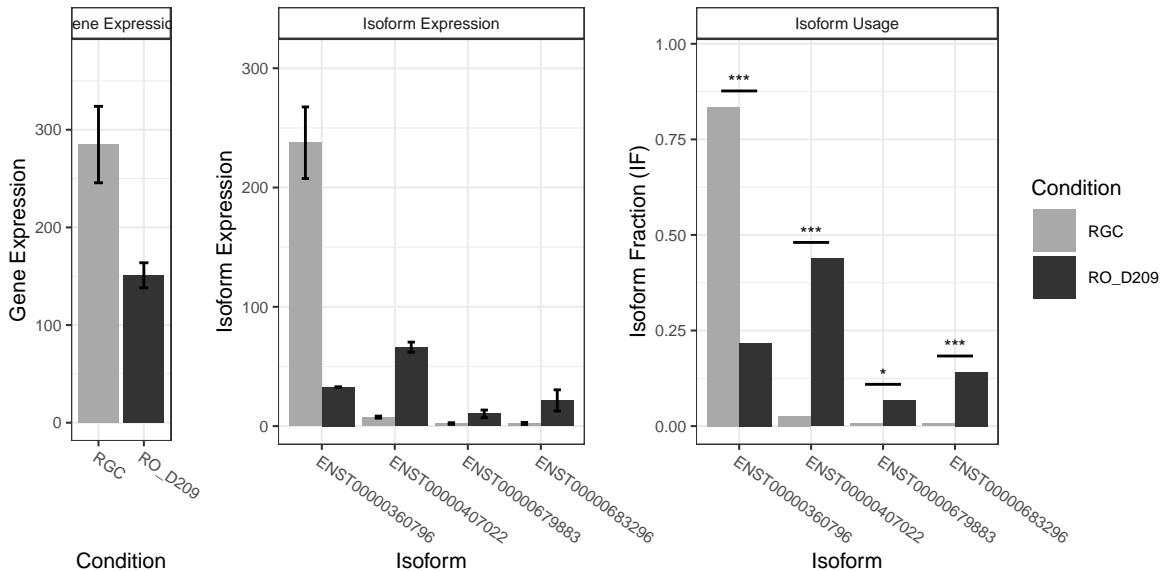 ene Expressio
Gene Expression
300
200
100
0
RGC
RO_D209
Condition
Isoform Expression
Isoform Expression
300
200
100
0
ENST00000360796
ENST00000407022
ENST00000679883
ENST00000683296
Isoform
Isoform Usage
Isoform Fraction (IF)
1.00
0.75
0.50
0.25
0.00
***
***
*
***
ENST00000360796
ENST00000407022
ENST00000679883
ENST00000683296
Isoform
Condition
RGC
RO_D209